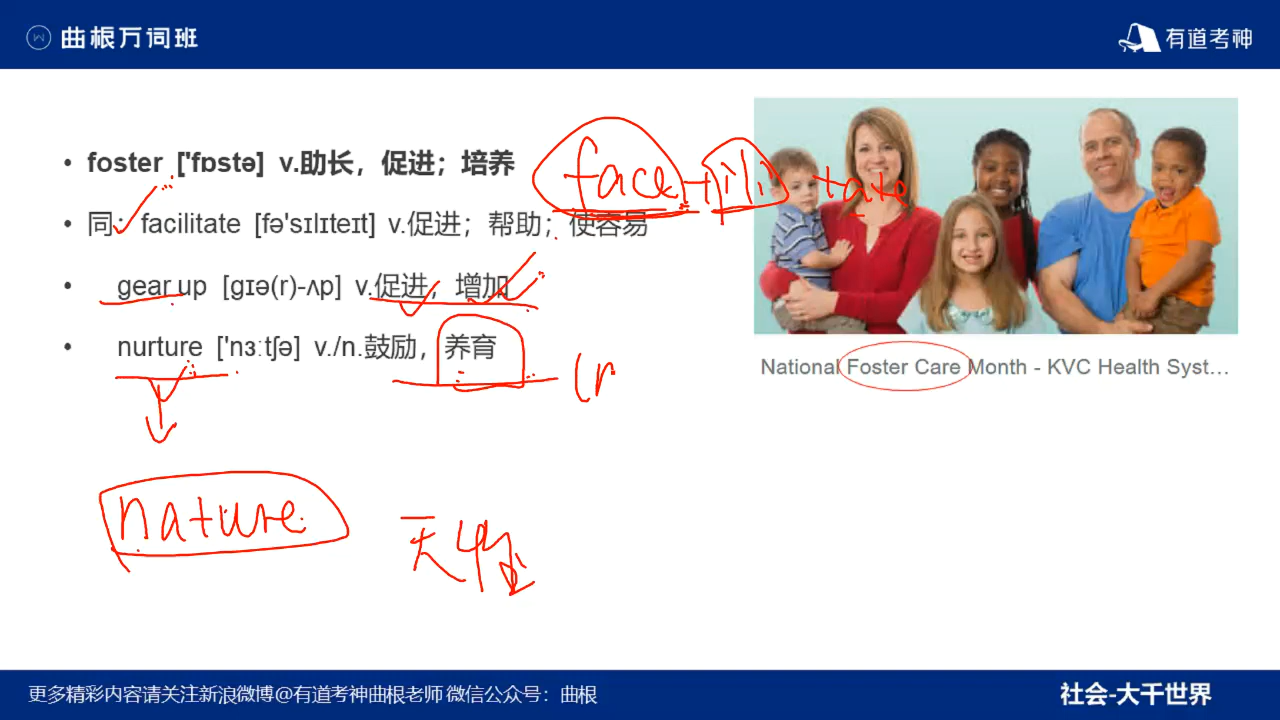 曲根万词班
有道考神
• foster ['fɒstə] v.助长，促进；培养
face + ili tate
• 同：facilitate [fə'sɪlɪteɪt] v.促进；帮助；使容易
• gear up [gɪə(r)-ʌp] v.促进，增加
• nurture ['nɜːtʃə] v./n.鼓励，养育
National Foster Care Month - KVC Health Syst…
nature
更多精彩内容请关注新浪微博@有道考神曲根老师 微信公众号：曲根
社会-大千世界